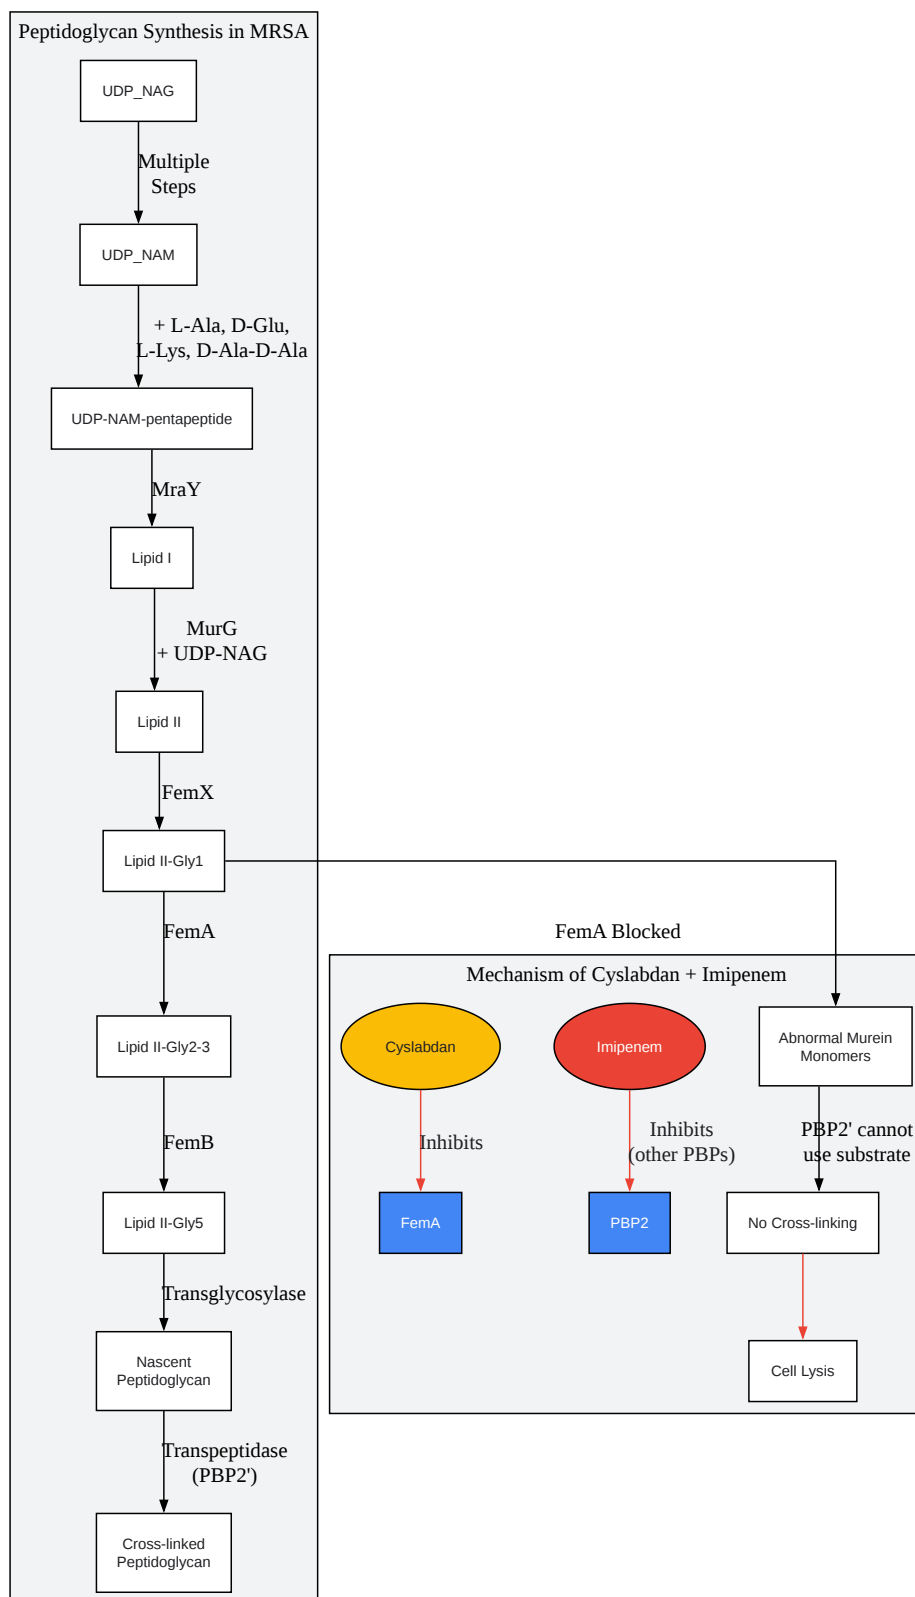 Peptidoglycan Synthesis in MRSA
UDP_NAG
Multiple
Steps
UDP_NAM
+ L-Ala, D-Glu,
L-Lys, D-Ala-D-Ala
UDP-NAM-pentapeptide
MraY
Lipid I
MurG
+ UDP-NAG
Lipid II
FemX
Lipid II-Gly1
FemA
Lipid II-Gly2-3
FemB
Lipid II-Gly5
Transglycosylase
Nascent
Peptidoglycan
Transpeptidase
(PBP2')
Cross-linked
Peptidoglycan
FemA Blocked
Mechanism of Cyslabdan + Imipenem
Cyslabdan
Inhibits
FemA
Imipenem
Inhibits
(other PBPs)
PBP2
Abnormal Murein
Monomers
PBP2' cannot
use substrate
No Cross-linking
Cell Lysis